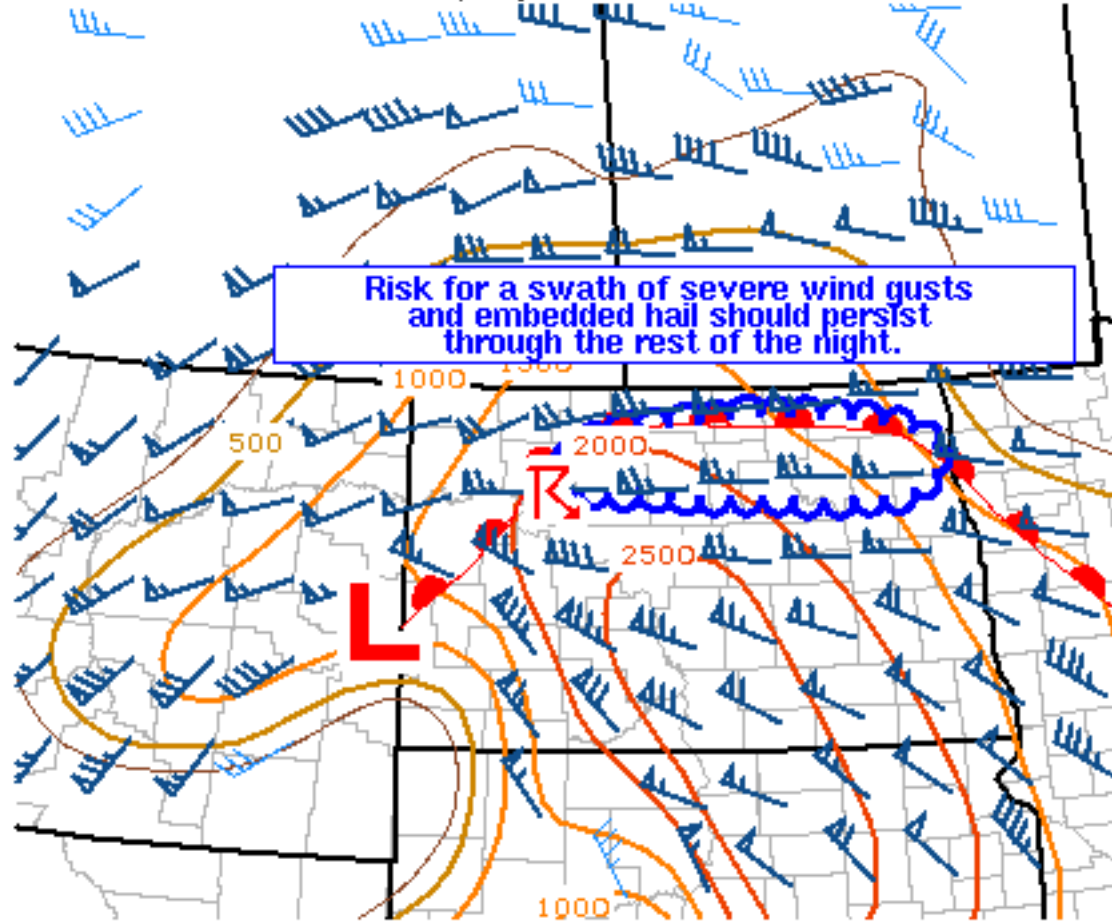 Risk for a swath of severe wind gusts
and embedded hail should persist
through the rest of the night.
1000
1500
500
2000
2500
L
1000